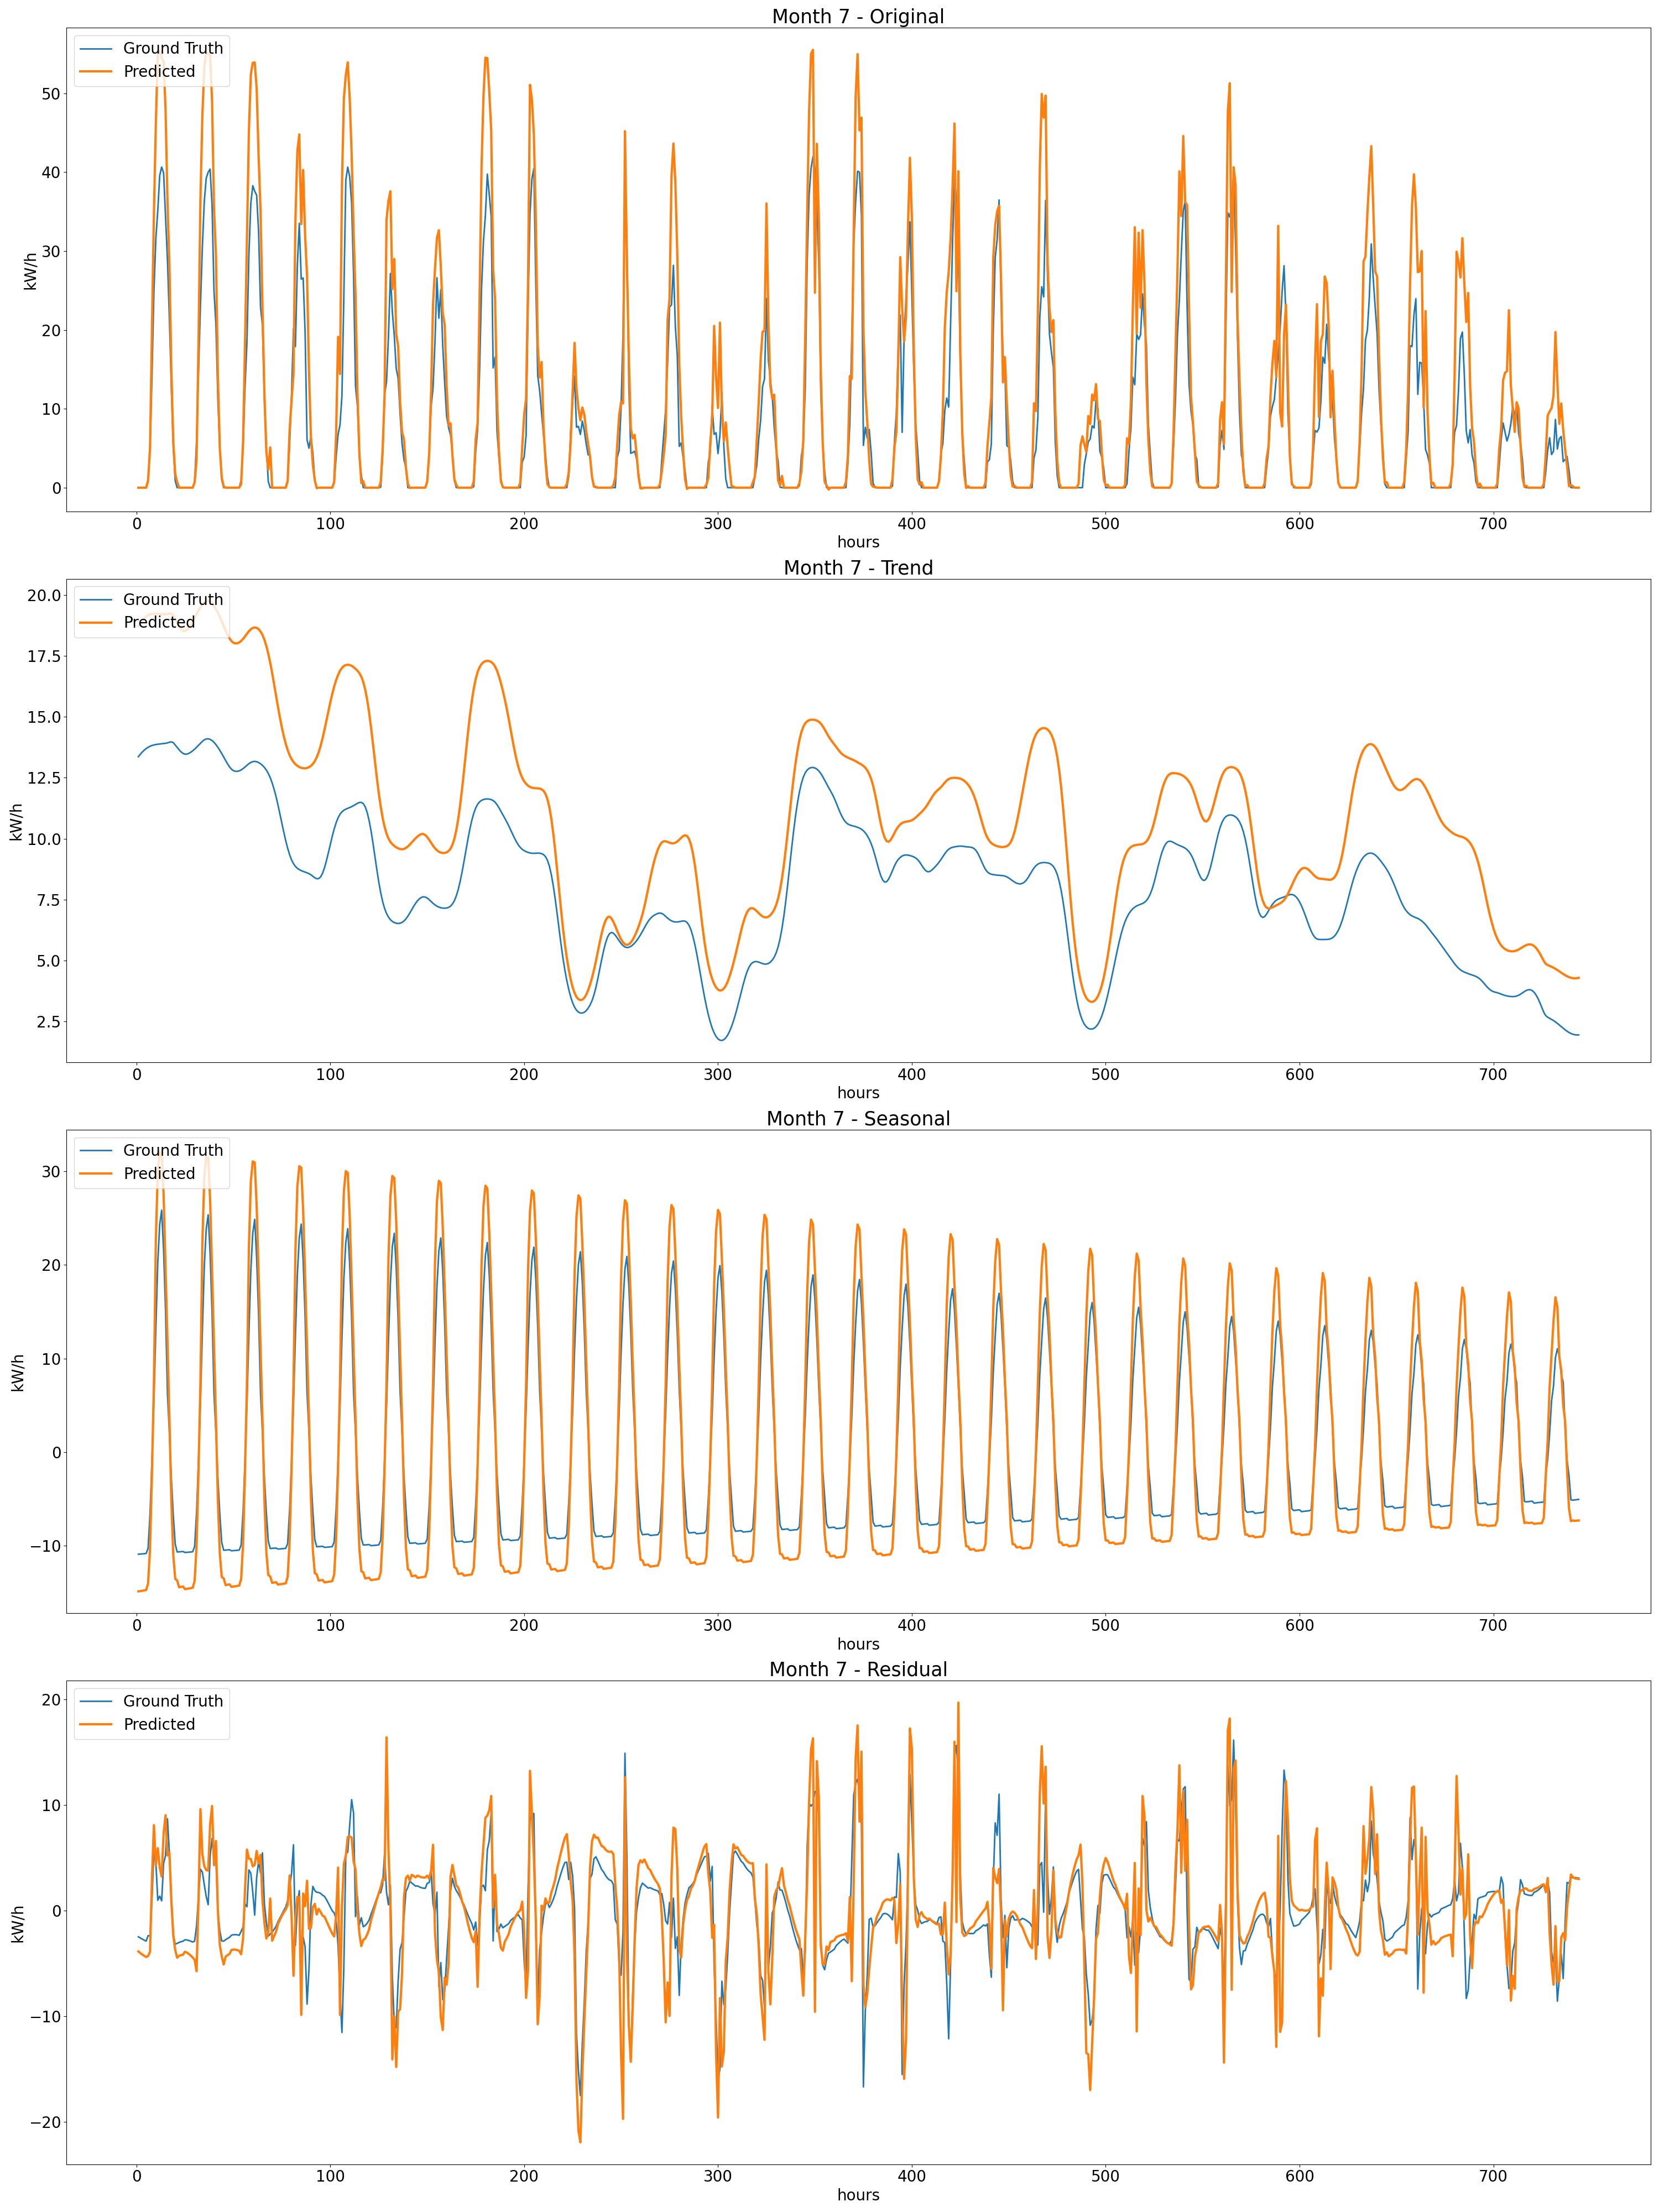 Month 7 - Original
Ground Truth
Predicted
kW/h
50
40
30
20
10
0
0 100 200 300 400 500 600 700
hours
Month 7 - Trend
Ground Truth
Predicted
kW/h
20.0
17.5
15.0
12.5
10.0
7.5
5.0
2.5
0 100 200 300 400 500 600 700
hours
Month 7 - Seasonal
Ground Truth
Predicted
kW/h
30
20
10
0
−10
0 100 200 300 400 500 600 700
hours
Month 7 - Residual
Ground Truth
Predicted
kW/h
20
10
0
−10
−20
0 100 200 300 400 500 600 700
hours